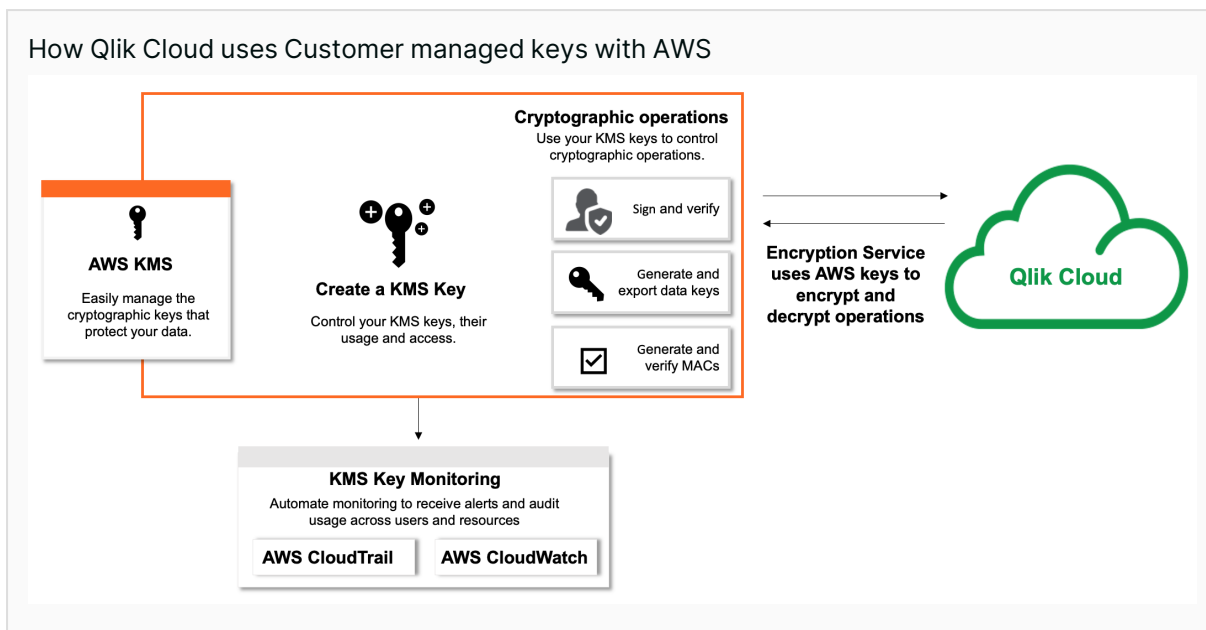 How Qlik Cloud uses Customer managed keys with AWS
AWS KMS
Easily manage the
cryptographic keys that
protect your data.
Create a KMS Key
Control your KMS keys, their
usage and access.
Cryptographic operations
Use your KMS keys to control
cryptographic operations.
Sign and verify
Generate and
export data keys
Generate and
verify MACs
Encryption Service
uses AWS keys to
encrypt and
decrypt operations
Qlik Cloud
KMS Key Monitoring
Automate monitoring to receive alerts and audit
usage across users and resources
AWS CloudTrail
AWS CloudWatch